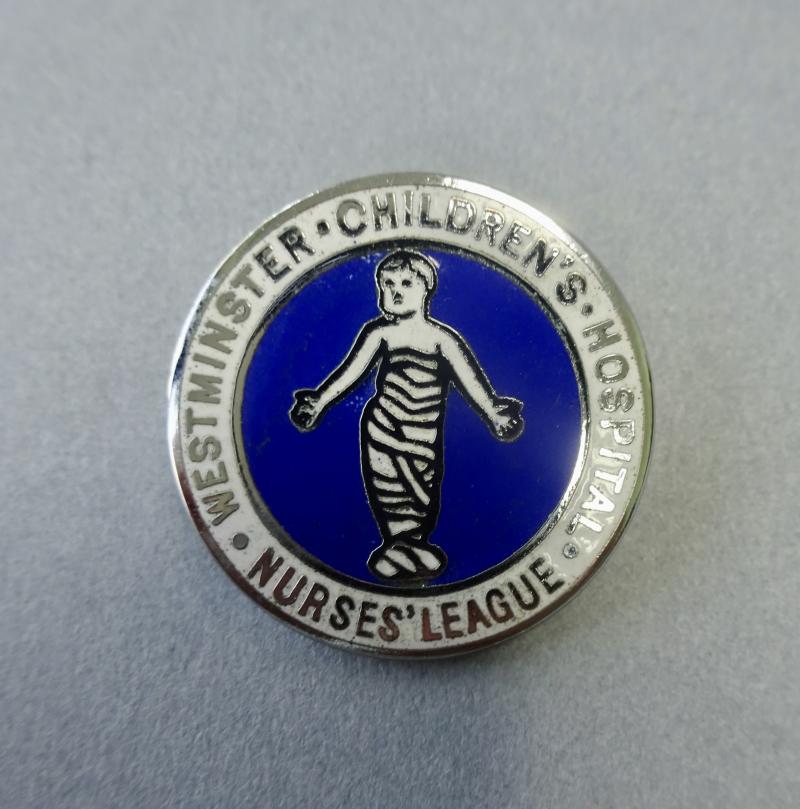 WESTMINSTER·CHILDREN'S·HOSPITAL·
NURSES' LEAGUE·